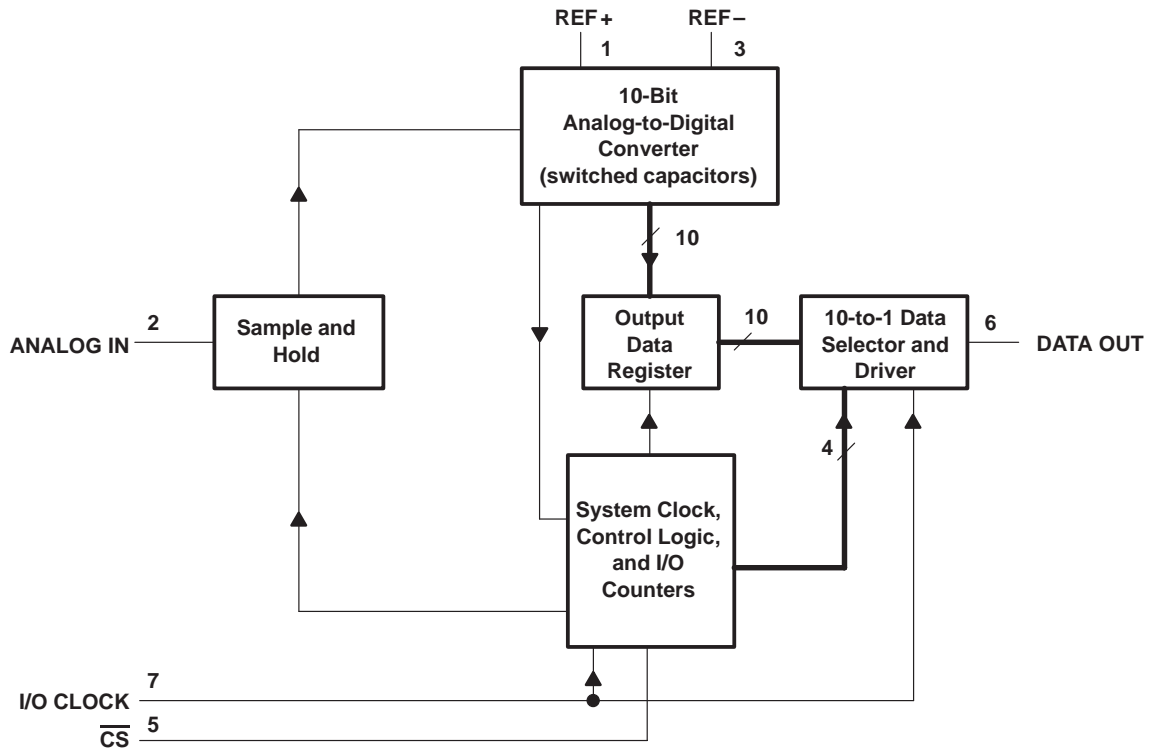 REF+
REF–
1
3
10-Bit
Analog-to-Digital
Converter
(switched capacitors)
10
2
ANALOG IN
Sample and
Hold
Output
Data
Register
10
10-to-1 Data
Selector and
Driver
6
DATA OUT
4
System Clock,
Control Logic,
and I/O
Counters
7
I/O CLOCK
5
C̅S̅